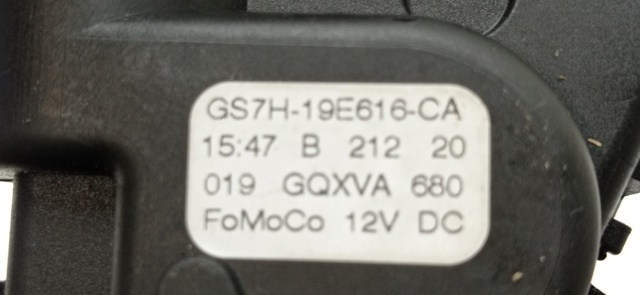 GS7H-19E616-CA
15:47 B 212 20
019 GQXVA 680
FoMoCo 12V DC